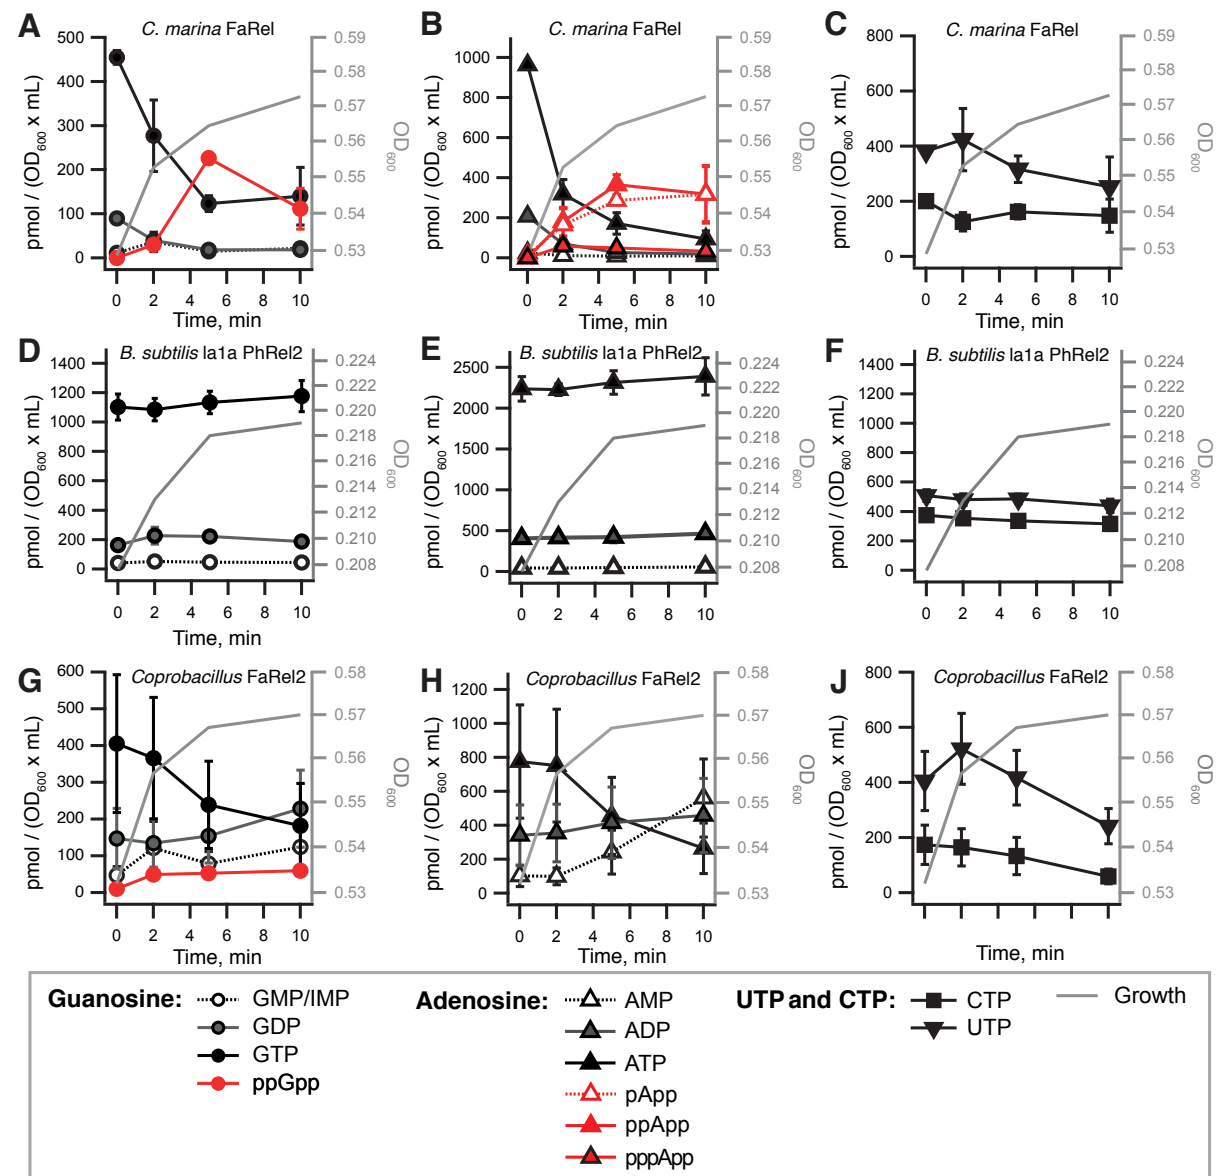 A
C. marina FaRel
500
400
300
200
100
0
pmol / (OD600 x mL)
0.59
0.58
0.57
0.56
0.55
0.54
0.53
OD600
0 2 4 6 8 10
Time, min
B
C. marina FaRel
1000
800
600
400
200
0
pmol / (OD600 x mL)
0.59
0.58
0.57
0.56
0.55
0.54
0.53
OD600
0 2 4 6 8 10
Time, min
C
C. marina FaRel
800
600
400
200
0
pmol / (OD600 x mL)
0.59
0.58
0.57
0.56
0.55
0.54
0.53
OD600
0 2 4 6 8 10
Time, min
D
B. subtilis la1a PhRel2
1400
1200
1000
800
600
400
200
0
pmol / (OD600 x mL)
0.224
0.222
0.220
0.218
0.216
0.214
0.212
0.210
0.208
OD600
0 2 4 6 8 10
Time, min
E
B. subtilis la1a PhRel2
2500
2000
1500
1000
500
0
pmol / (OD600 x mL)
0.224
0.222
0.220
0.218
0.216
0.214
0.212
0.210
0.208
OD600
0 2 4 6 8 10
F
B. subtilis la1a PhRel2
1400
1200
1000
800
600
400
200
0
pmol / (OD600 x mL)
0.224
0.222
0.220
0.218
0.216
0.214
0.212
0.210
0.208
OD600
0 2 4 6 8 10
G
Coprobacillus FaRel2
600
500
400
300
200
100
0
pmol / (OD600 x mL)
0.58
0.57
0.56
0.55
0.54
0.53
OD600
0 2 4 6 8 10
Time, min
H
Coprobacillus FaRel2
1200
1000
800
600
400
200
0
pmol / (OD600 x mL)
0.58
0.57
0.56
0.55
0.54
0.53
OD600
0 2 4 6 8 10
Time, min
J
Coprobacillus FaRel2
800
600
400
200
0
pmol / (OD600 x mL)
0.58
0.57
0.56
0.55
0.54
0.53
OD600
Time, min
Guanosine:
GMP/IMP
GDP
GTP
ppGpp
Adenosine:
AMP
ADP
ATP
pApp
ppApp
pppApp
UTP and CTP:
CTP
UTP
Growth